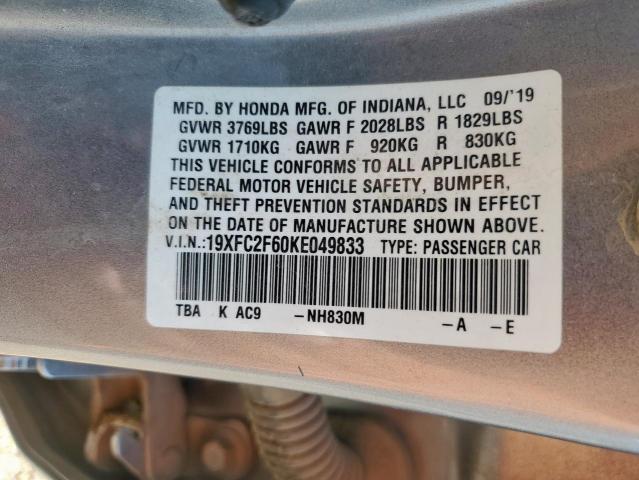 MFD. BY HONDA MFG. OF INDIANA, LLC 09/'19
GVWR 3769LBS GAWR F 2028LBS R 1829LBS
GVWR 1710KG GAWR F 920KG R 830KG
THIS VEHICLE CONFORMS TO ALL APPLICABLE
FEDERAL MOTOR VEHICLE SAFETY, BUMPER,
AND THEFT PREVENTION STANDARDS IN EFFECT
ON THE DATE OF MANUFACTURE SHOWN ABOVE.
V.I.N.:19XFC2F60KE049833 TYPE: PASSENGER CAR
TBA K AC9 -NH830M -A -E